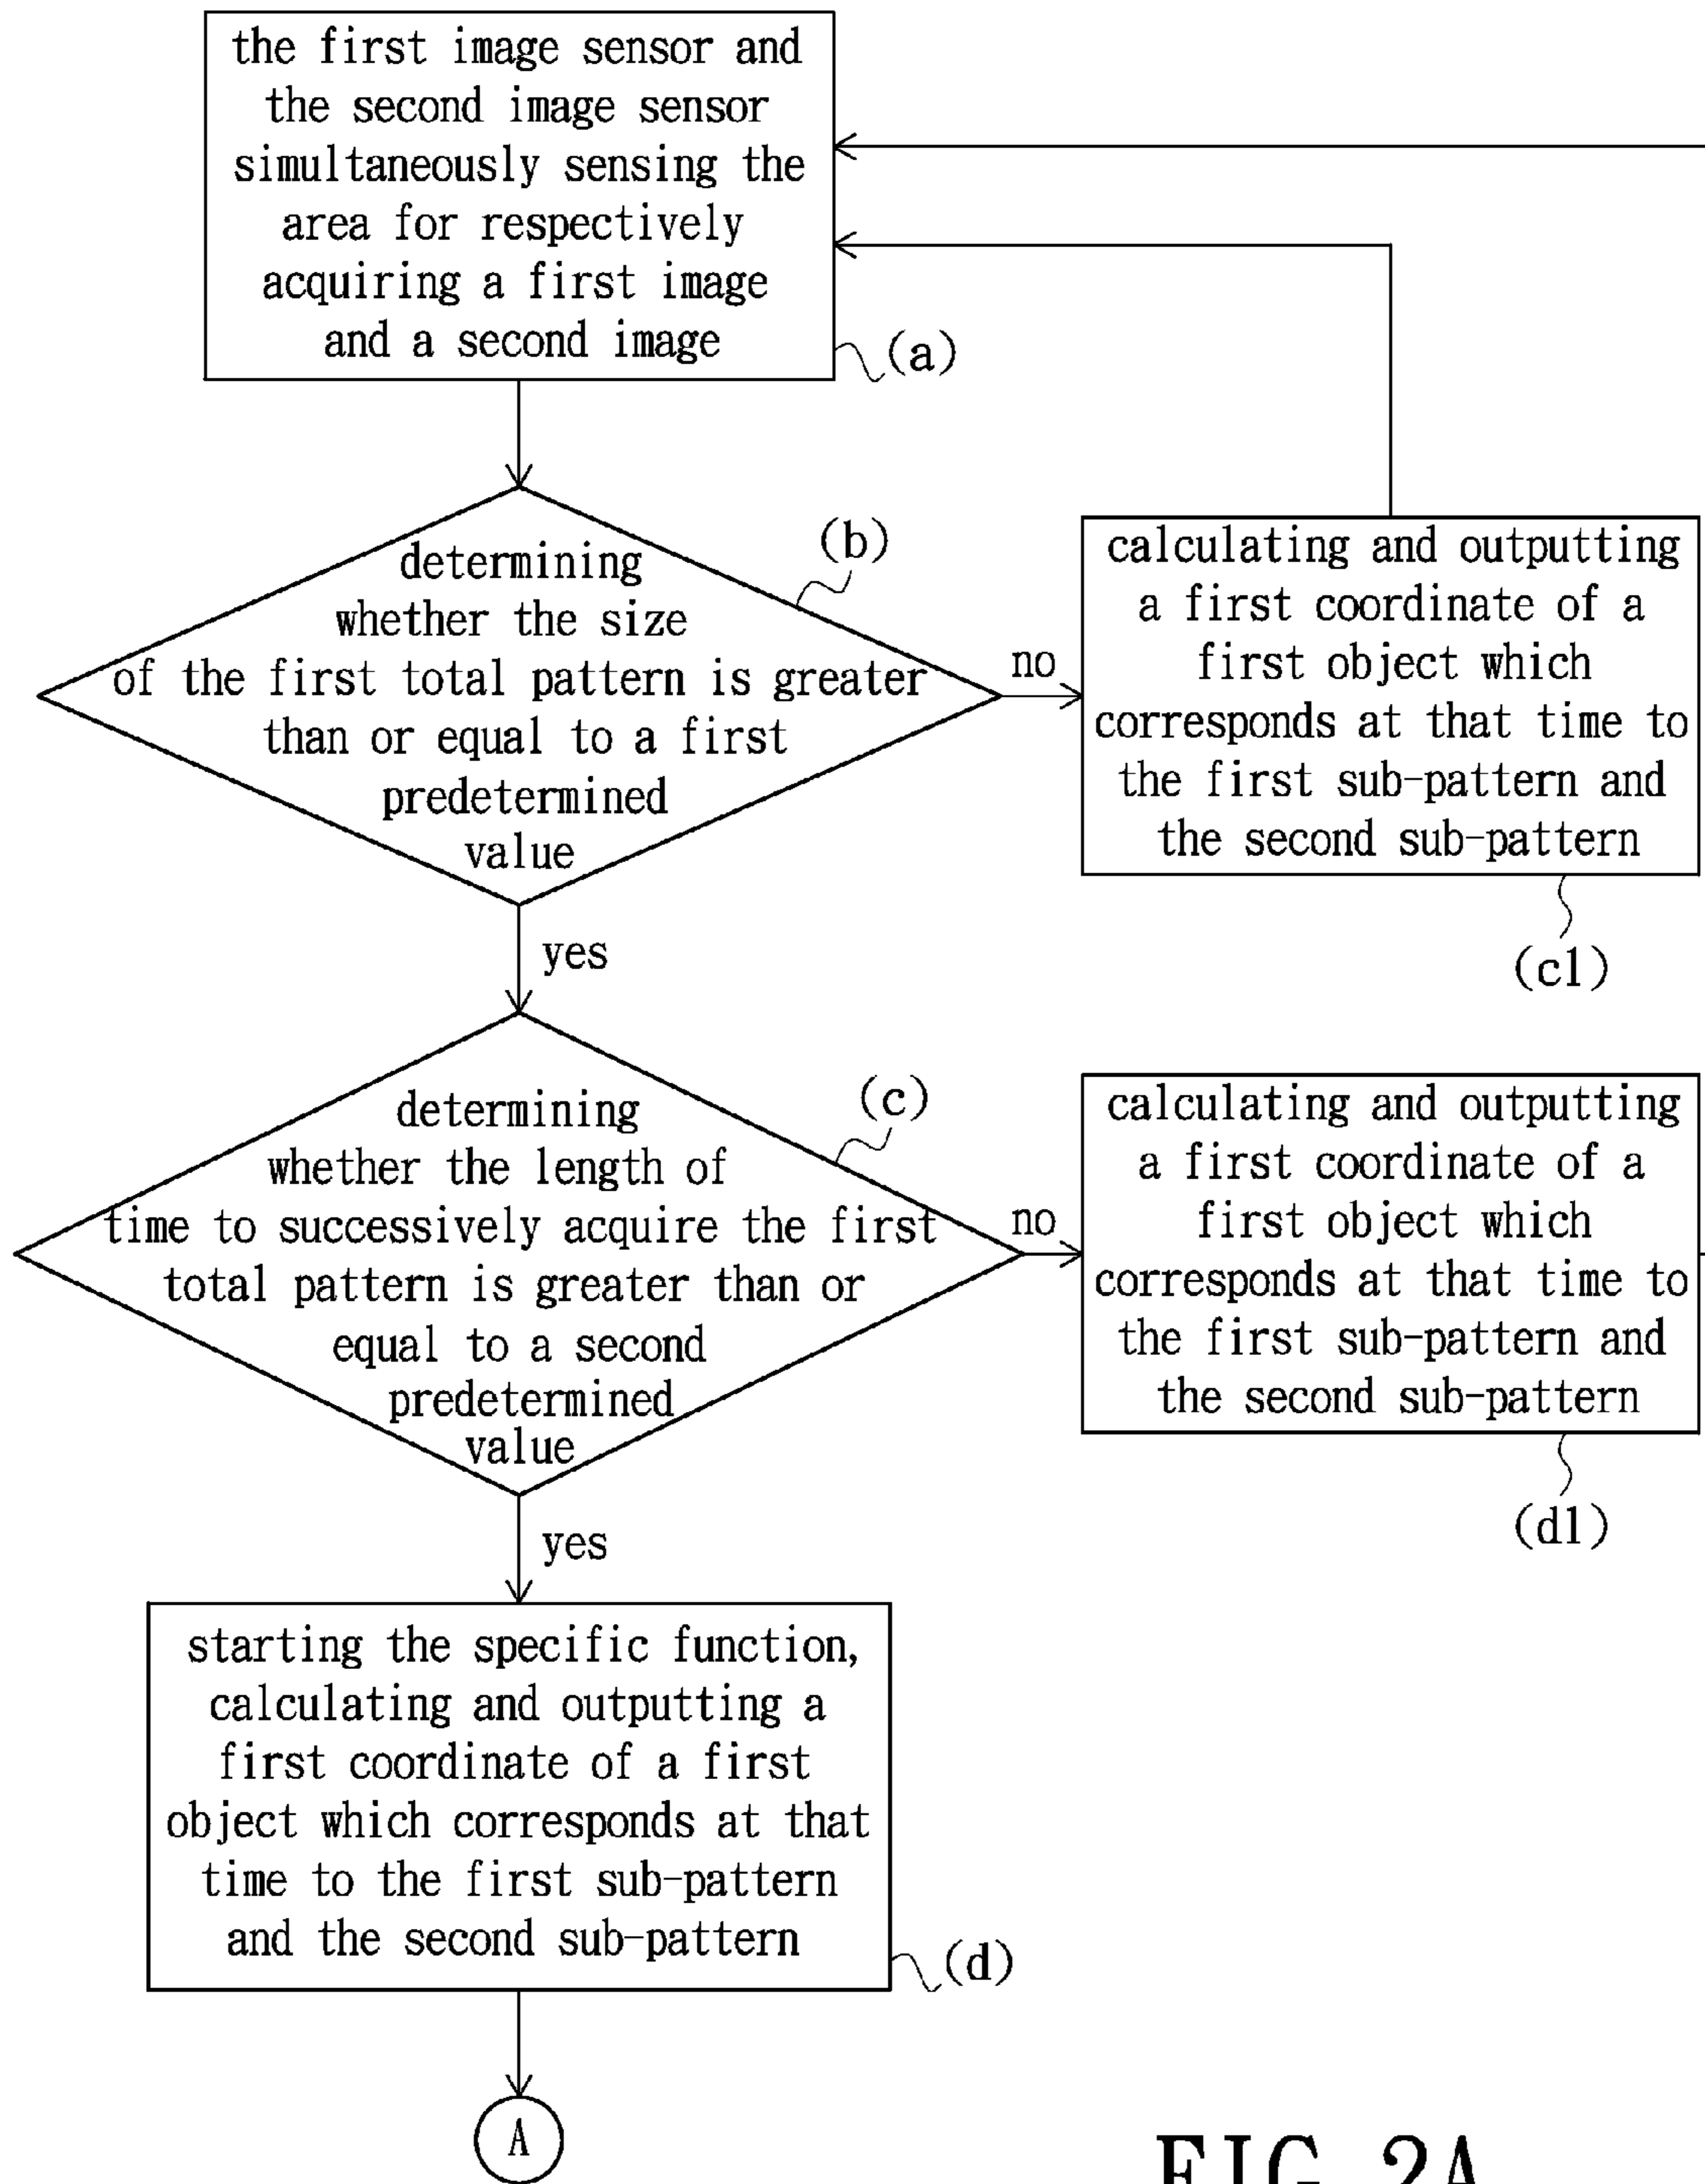 the first image sensor and
the second image sensor
simultaneously sensing the
area for respectively
acquiring a first image
and a second image
(a)
determining
whether the size
of the first total pattern is greater
than or equal to a first
predetermined
value
(b)
no
calculating and outputting
a first coordinate of a
first object which
corresponds at that time to
the first sub-pattern and
the second sub-pattern
(c1)
yes
determining
whether the length of
time to successively acquire the first
total pattern is greater than or
equal to a second
predetermined
value
(c)
no
calculating and outputting
a first coordinate of a
first object which
corresponds at that time to
the first sub-pattern and
the second sub-pattern
(d1)
yes
starting the specific function,
calculating and outputting a
first coordinate of a first
object which corresponds at that
time to the first sub-pattern
and the second sub-pattern
(d)
A
FIG. 2A